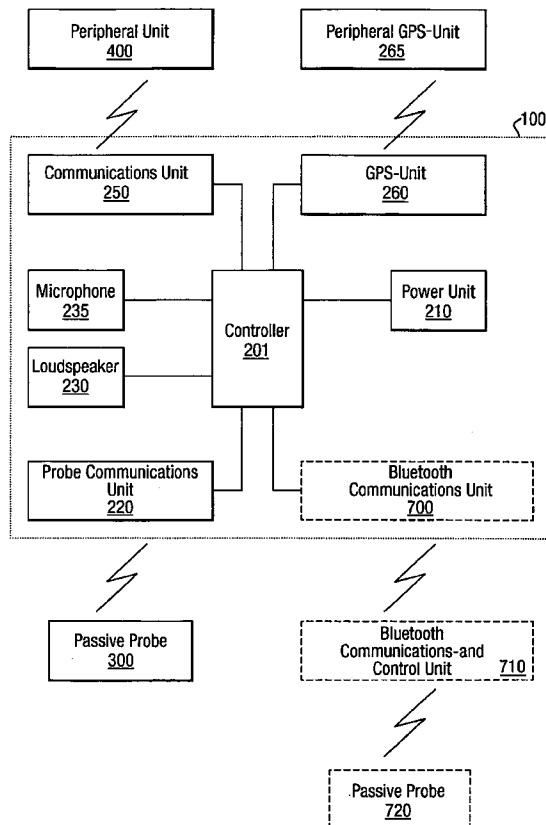 Peripheral Unit
400
Peripheral GPS-Unit
265
100
Communications Unit
250
GPS-Unit
260
Microphone
235
Controller
201
Power Unit
210
Loudspeaker
230
Probe Communications
Unit
220
Bluetooth
Communications Unit
700
Passive Probe
300
Bluetooth
Communications-and
Control Unit
710
Passive Probe
720